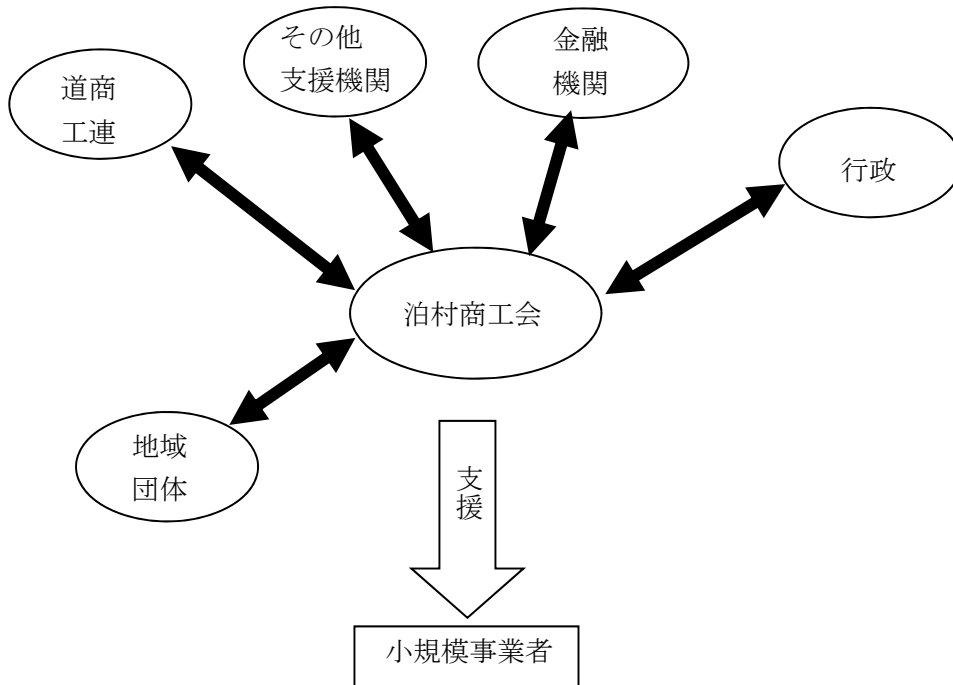 その他
支援機関
金融
機関
道商
工連
行政
泊村商工会
地域
団体
支援
小規模事業者